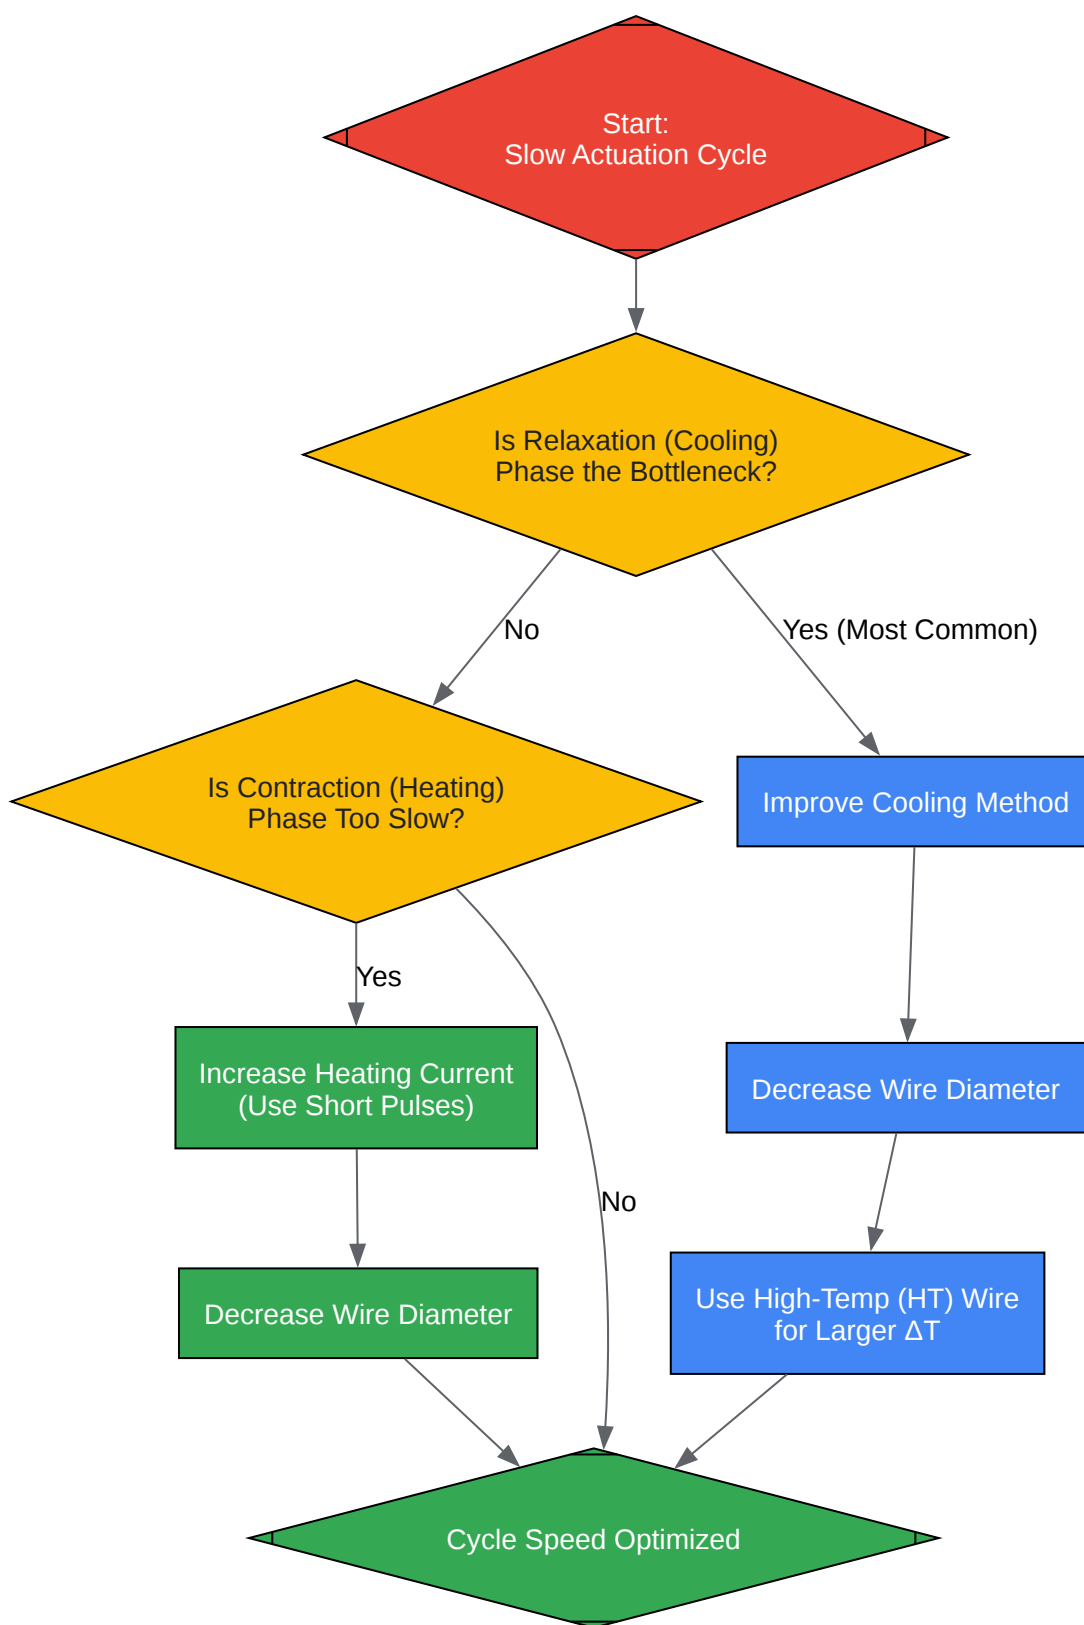 Start:
Slow Actuation Cycle
Is Relaxation (Cooling)
Phase the Bottleneck?
No
Yes (Most Common)
Is Contraction (Heating)
Phase Too Slow?
Improve Cooling Method
Yes
Increase Heating Current
(Use Short Pulses)
Decrease Wire Diameter
No
Decrease Wire Diameter
Use High-Temp (HT) Wire
for Larger ΔT
Cycle Speed Optimized